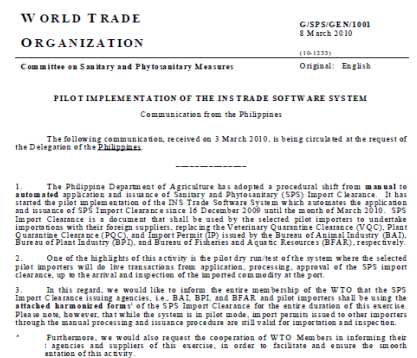 WORLD TRADE
ORGANIZATION
G/SPS/GEN/1001
8 March 2010
(10-1233)
Committee on Sanitary and Phytosanitary Measures
Original: English
PILOT IMPLEMENTATION OF THE INS TRADE SOFTWARE SYSTEM
Communication from the Philippines
The following communication, received on 3 March 2010, is being circulated at the request of
the Delegation of the Philippines.
_______________
1. The Philippine Department of Agriculture has adopted a procedural shift from manual to
automated application and issuance of Sanitary and Phytosanitary (SPS) Import Clearance. It has
started the pilot implementation of the INS Trade Software System which automates the application
and issuance of SPS Import Clearance since 16 December 2009 until the month of March 2010. SPS
Import Clearance is a document that shall be used by the selected pilot importers to undertake
importations with their foreign suppliers, replacing the Veterinary Quarantine Clearance (VQC), Plant
Quarantine Clearance (PQC), and Import Permit (IP) issued by the Bureau of Animal Industry (BAI),
Bureau of Plant Industry (BPI), and Bureau of Fisheries and Aquatic Resources (BFAR), respectively.
2. One of the highlights of this activity is the pilot dry run/test of the system where the selected
pilot importers will do live transactions from application, processing, approval of the SPS import
clearance, up to the arrival and inspection of the imported commodity at the port.
3. In this regard, we would like to inform the entire membership of the WTO that the SPS
Import Clearance issuing agencies, i.e., BAI, BPI, and BFAR and pilot importers shall be using the
attached harmonized forms¹ of the SPS Import Clearance for the entire duration of this exercise.
Please note, however, that while the system is in pilot mode, import permits issued to other importers
through the manual processing and issuance procedure are still valid for importation and inspection.
Furthermore, we would also request the cooperation of WTO Members in informing their
agencies and suppliers of this exercise, in order to facilitate and ensure the smooth
entation of this activity.